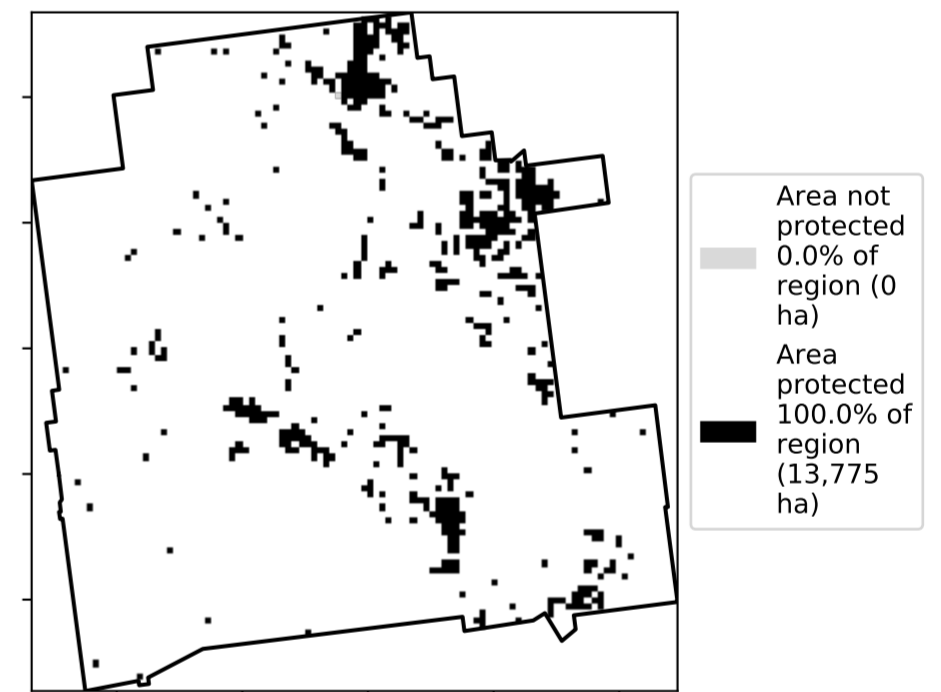 Area not
protected
0.0% of
region (0
ha)
Area
protected
100.0% of
region
(13,775
ha)